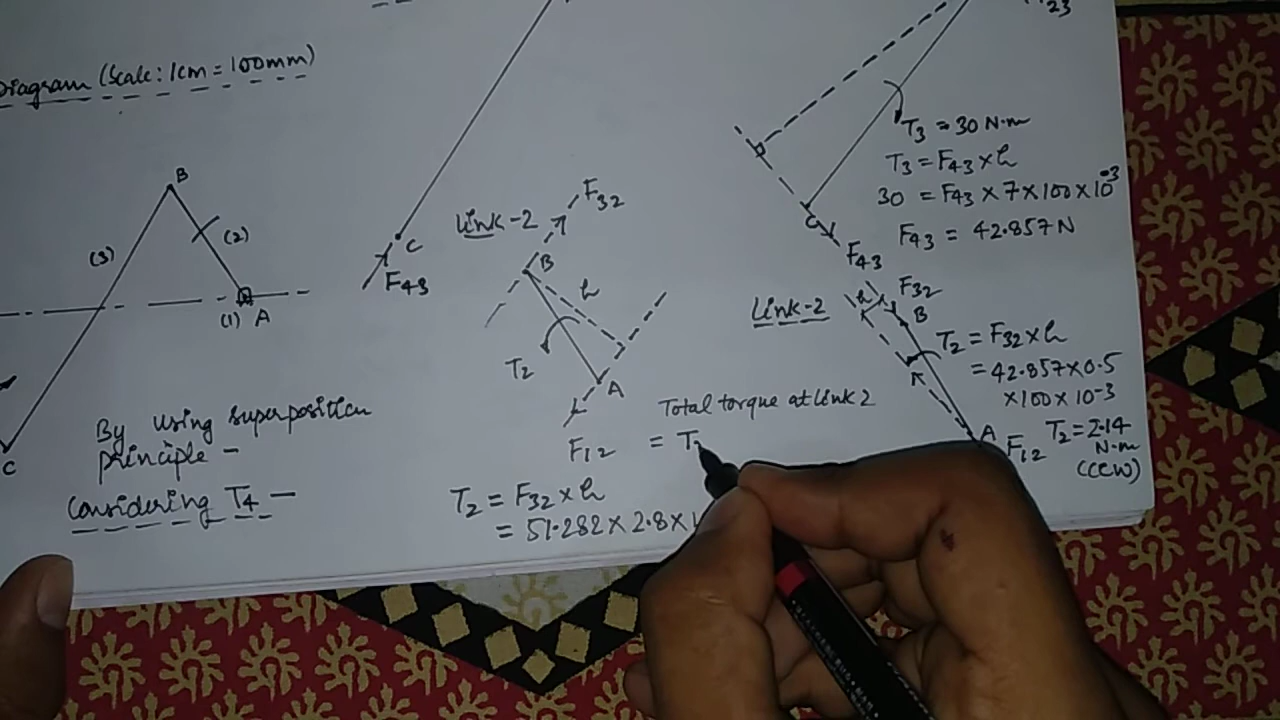 Diagram (Scale: 1cm = 100mm)
B
(3)
(2)
(1) A
C
By using superposition
principle -
Considering T4 -
C
F43
Link-2
F32
B
h
T2
A
F12
T2 = F32 × h
= 51.282 × 2.8 ×
T3 = 30 N·m
T3 = F43 × h
30 = F43 × 7 × 100 × 10⁻³
F43 = 42.857 N
C
F43
Link-2
h
F32
B
T2 = F32 × h
= 42.857 × 0.5
× 100 × 10⁻³
T2 = 2.14
N·m
(CCW)
A
F12
Total torque at link 2
= T